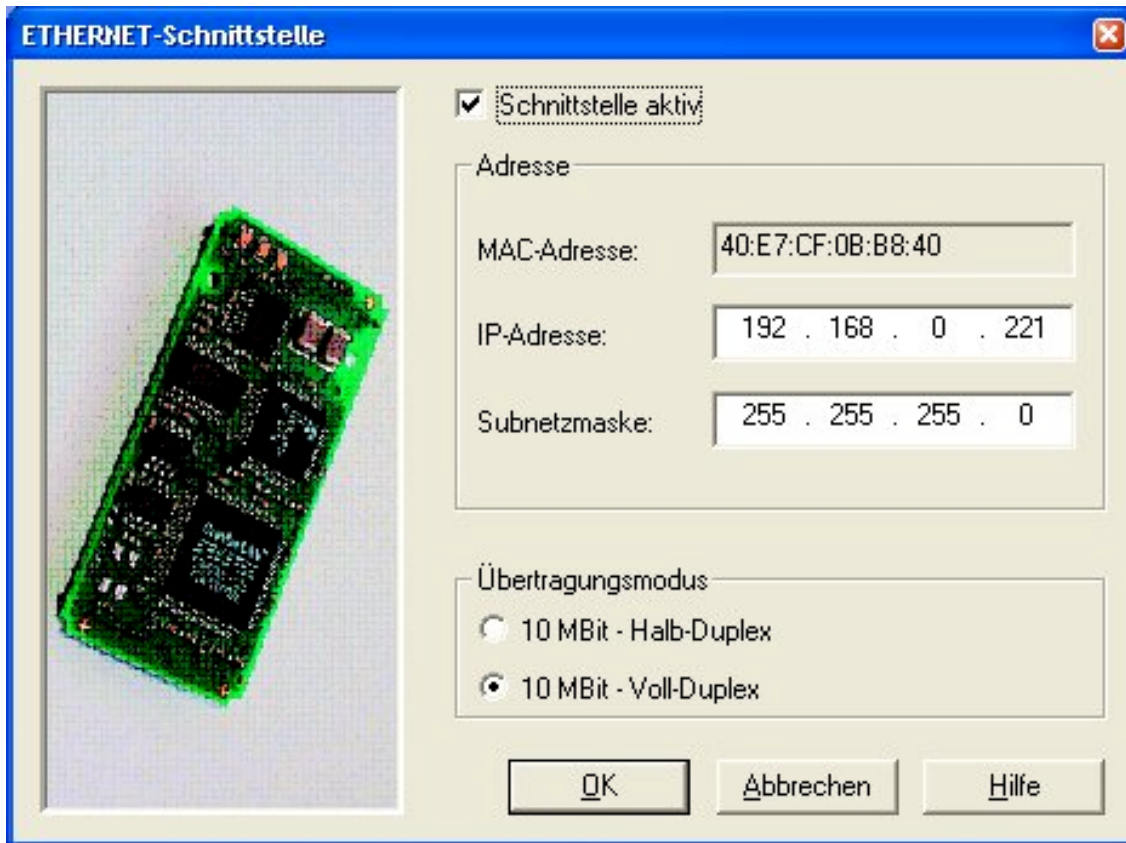 ETHERNET-Schnittstelle
Schnittstelle aktiv
Adresse
MAC-Adresse: 40:E7:CF:0B:B8:40
IP-Adresse: 192 . 168 . 0 . 221
Subnetzmaske: 255 . 255 . 255 . 0
Übertragungsmodus
10 MBit - Halb-Duplex
10 MBit - Voll-Duplex
OK Abbrechen Hilfe